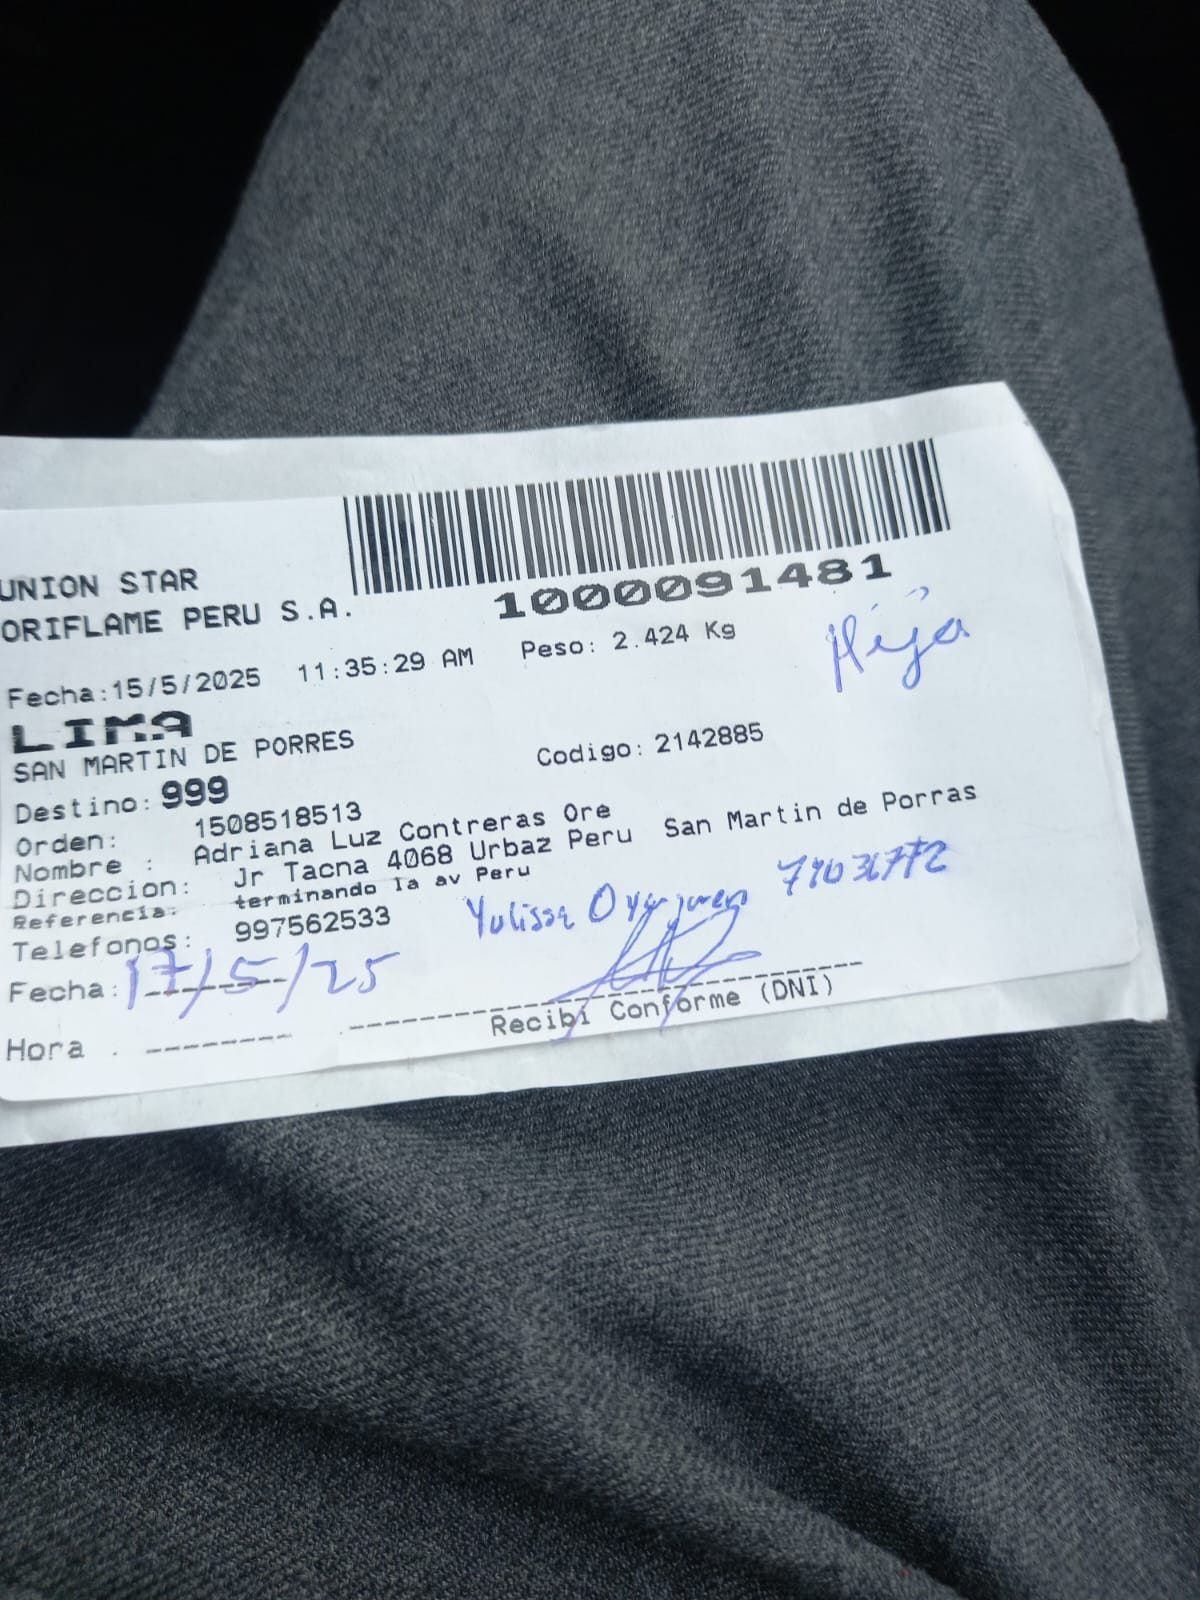 UNION STAR
ORIFLAME PERU S.A.
1000091481
Fecha:15/5/2025 11:35:29 AM Peso: 2.424 Kg
Hija
LIMA
SAN MARTIN DE PORRES
Codigo: 2142885
Destino: 999
Orden: 1508518513
Nombre : Adriana Luz Contreras Ore
Direccion: Jr Tacna 4068 Urbaz Peru San Martin de Porras
Referencia: terminando la av Peru
Telefonos: 997562533
Yulissa
Fecha: 17/5/25
Hora .
Recibi Conforme (DNI)